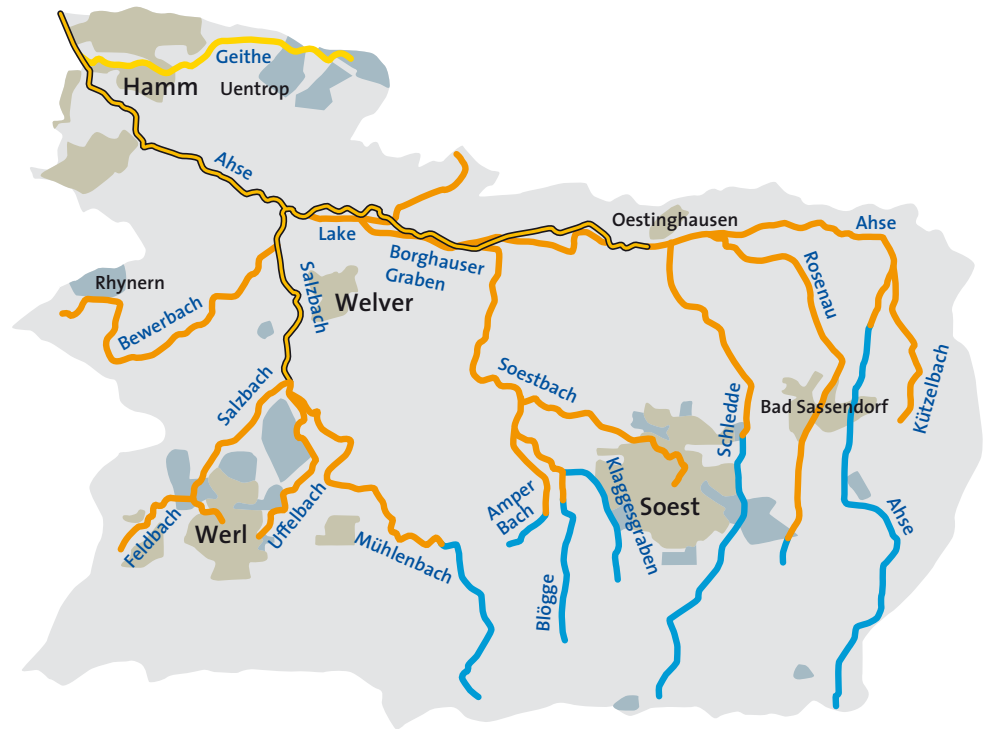 Geithe
Hamm
Uentrop
Ahse
Oestinghausen
Ahse
Lake
Borghauser
Graben
Rosenau
Rhynern
Salzbach
Welver
Bewerbach
Soestbach
Kützelbach
Salzbach
Schledde
Bad Sassendorf
Klaggesgraben
Amper
Bach
Soest
Uffelbach
Feldbach
Werl
Ahse
Mühlenbach
Blögge